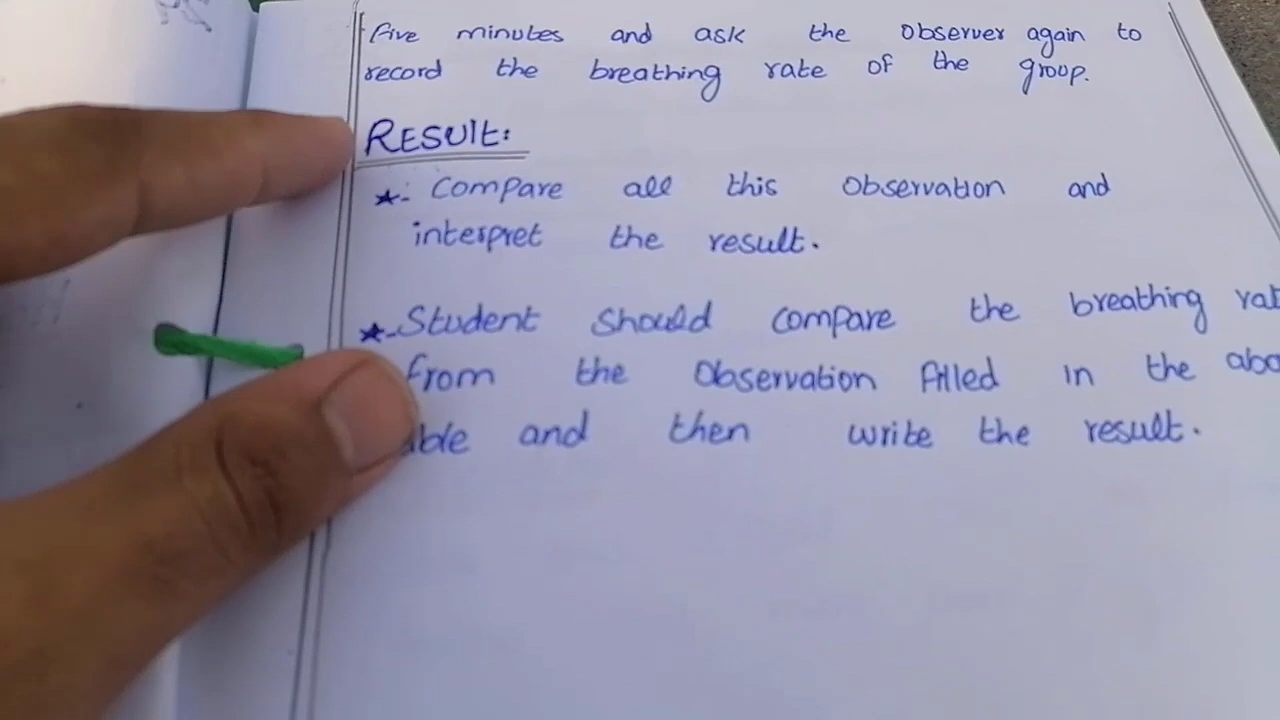 five minutes and ask the observer again to
record the breathing rate of the group.
RESULT:
★:- Compare all this observation and
interpret the result.
★- Student should compare the breathing
from the observation filled in the
and then write the result.